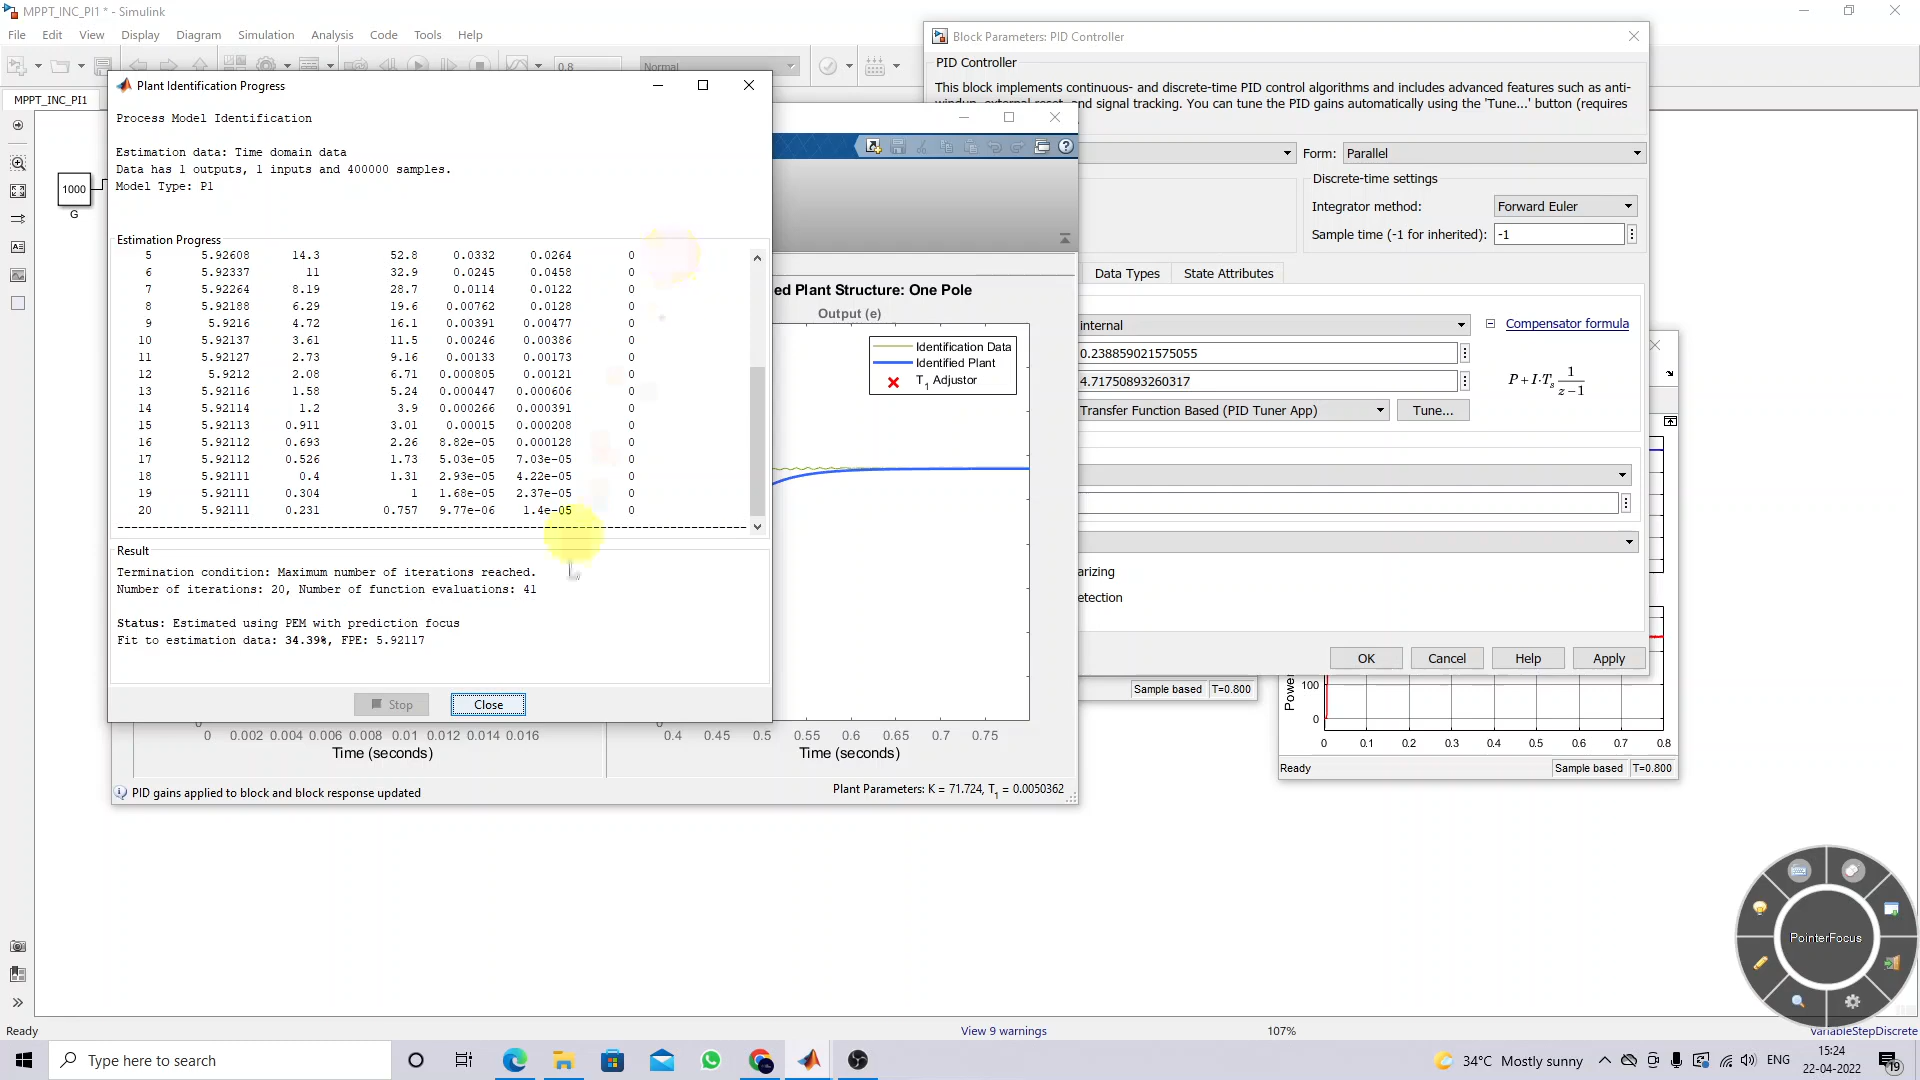 MPPT_INC_PI1 * - Simulink
File Edit View Display Diagram Simulation Analysis Code Tools Help
0.8
Normal
MPPT_INC_PI1
1000
G
Plant Identification Progress
Process Model Identification
Estimation data: Time domain data
Data has 1 outputs, 1 inputs and 400000 samples.
Model Type: P1
Estimation Progress
5 5.92608 14.3 52.8 0.0332 0.0264 0
6 5.92337 11 32.9 0.0245 0.0458 0
7 5.92264 8.19 28.7 0.0114 0.0122 0
8 5.92188 6.29 19.6 0.00762 0.0128 0
9 5.9216 4.72 16.1 0.00391 0.00477 0
10 5.92137 3.61 11.5 0.00246 0.00386 0
11 5.92127 2.73 9.16 0.00133 0.00173 0
12 5.9212 2.08 6.71 0.000805 0.00121 0
13 5.92116 1.58 5.24 0.000447 0.000606 0
14 5.92114 1.2 3.9 0.000266 0.000391 0
15 5.92113 0.911 3.01 0.00015 0.000208 0
16 5.92112 0.693 2.26 8.82e-05 0.000128 0
17 5.92112 0.526 1.73 5.03e-05 7.03e-05 0
18 5.92111 0.4 1.31 2.93e-05 4.22e-05 0
19 5.92111 0.304 1 1.68e-05 2.37e-05 0
20 5.92111 0.231 0.757 9.77e-06 1.4e-05 0
Result
Termination condition: Maximum number of iterations reached.
Number of iterations: 20, Number of function evaluations: 41
Status: Estimated using PEM with prediction focus
Fit to estimation data: 34.39%, FPE: 5.92117
Stop Close
0 0.002 0.004 0.006 0.008 0.01 0.012 0.014 0.016
Time (seconds)
PID gains applied to block and block response updated
ed Plant Structure: One Pole
Output (e)
Identification Data
Identified Plant
T1 Adjustor
0.4 0.45 0.5 0.55 0.6 0.65 0.7 0.75
Time (seconds)
Plant Parameters: K = 71.724, T1 = 0.0050362
Block Parameters: PID Controller
PID Controller
This block implements continuous- and discrete-time PID control algorithms and includes advanced features such as anti-
windup, external reset, and signal tracking. You can tune the PID gains automatically using the 'Tune...' button (requires
Form: Parallel
Discrete-time settings
Integrator method: Forward Euler
Sample time (-1 for inherited): -1
Data Types State Attributes
internal
Compensator formula
0.238859021575055
4.71750893260317
P+I·Ts 1/z−1
Transfer Function Based (PID Tuner App) Tune...
arizing
etection
OK Cancel Help Apply
Sample based T=0.800
Power
100
0
0 0.1 0.2 0.3 0.4 0.5 0.6 0.7 0.8
Ready Sample based T=0.800
PointerFocus
Ready View 9 warnings 107% VariableStepDiscrete
Type here to search
34°C Mostly sunny
ENG
15:24
22-04-2022
19